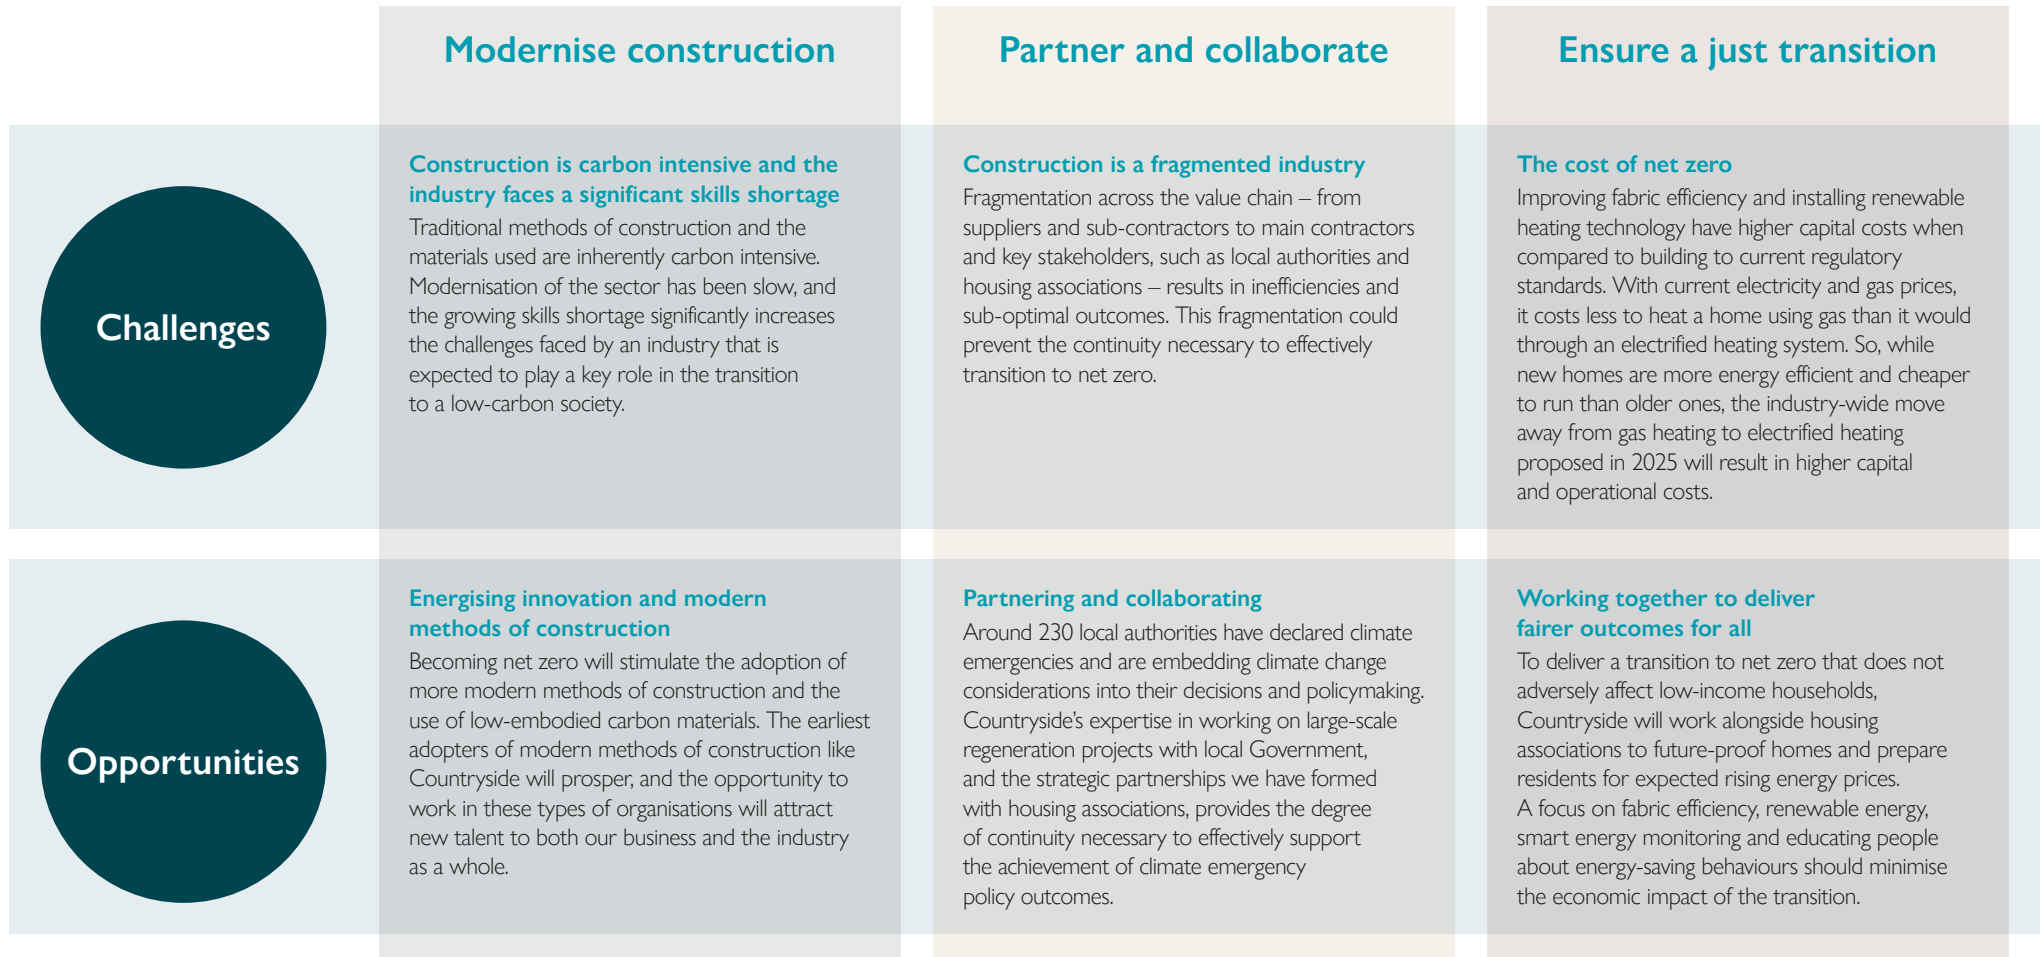 Modernise construction
Partner and collaborate
Ensure a just transition
Challenges
Construction is carbon intensive and the
industry faces a significant skills shortage
Traditional methods of construction and the
materials used are inherently carbon intensive.
Modernisation of the sector has been slow, and
the growing skills shortage significantly increases
the challenges faced by an industry that is
expected to play a key role in the transition
to a low-carbon society.
Construction is a fragmented industry
Fragmentation across the value chain – from
suppliers and sub-contractors to main contractors
and key stakeholders, such as local authorities and
housing associations – results in inefficiencies and
sub-optimal outcomes. This fragmentation could
prevent the continuity necessary to effectively
transition to net zero.
The cost of net zero
Improving fabric efficiency and installing renewable
heating technology have higher capital costs when
compared to building to current regulatory
standards. With current electricity and gas prices,
it costs less to heat a home using gas than it would
through an electrified heating system. So, while
new homes are more energy efficient and cheaper
to run than older ones, the industry-wide move
away from gas heating to electrified heating
proposed in 2025 will result in higher capital
and operational costs.
Opportunities
Energising innovation and modern
methods of construction
Becoming net zero will stimulate the adoption of
more modern methods of construction and the
use of low-embodied carbon materials. The earliest
adopters of modern methods of construction like
Countryside will prosper, and the opportunity to
work in these types of organisations will attract
new talent to both our business and the industry
as a whole.
Partnering and collaborating
Around 230 local authorities have declared climate
emergencies and are embedding climate change
considerations into their decisions and policymaking.
Countryside's expertise in working on large-scale
regeneration projects with local Government,
and the strategic partnerships we have formed
with housing associations, provides the degree
of continuity necessary to effectively support
the achievement of climate emergency
policy outcomes.
Working together to deliver
fairer outcomes for all
To deliver a transition to net zero that does not
adversely affect low-income households,
Countryside will work alongside housing
associations to future-proof homes and prepare
residents for expected rising energy prices.
A focus on fabric efficiency, renewable energy,
smart energy monitoring and educating people
about energy-saving behaviours should minimise
the economic impact of the transition.